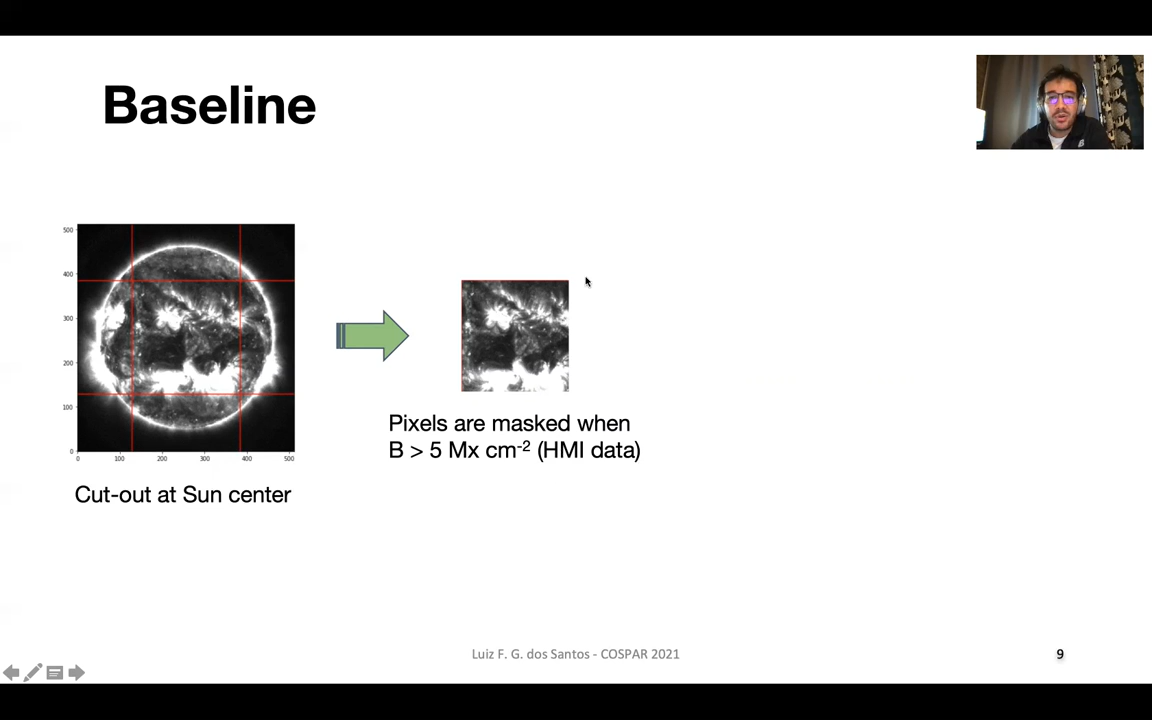 Baseline
500
400
300
200
100
0
0 100 200 300 400 500
Pixels are masked when
B > 5 Mx cm-2 (HMI data)
Cut-out at Sun center
Luiz F. G. dos Santos - COSPAR 2021
9